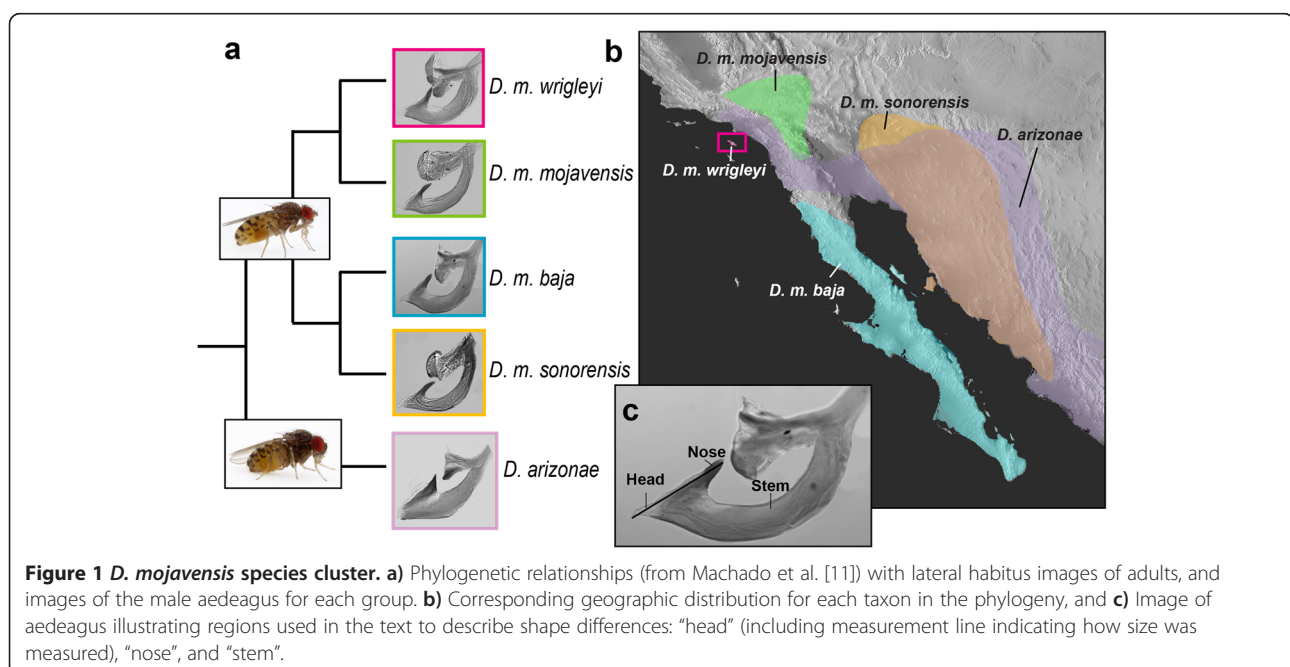 a
D. m. wrigleyi
D. m. mojavensis
D. m. baja
D. m. sonorensis
D. arizonae
b
D. m. mojavensis
D. m. sonorensis
D. arizonae
D. m. wrigleyi
D. m. baja
c
Nose
Head
Stem
Figure 1 D. mojavensis species cluster. a) Phylogenetic relationships (from Machado et al. [11]) with lateral habitus images of adults, and
images of the male aedeagus for each group. b) Corresponding geographic distribution for each taxon in the phylogeny, and c) Image of
aedeagus illustrating regions used in the text to describe shape differences: “head” (including measurement line indicating how size was
measured), “nose”, and “stem”.